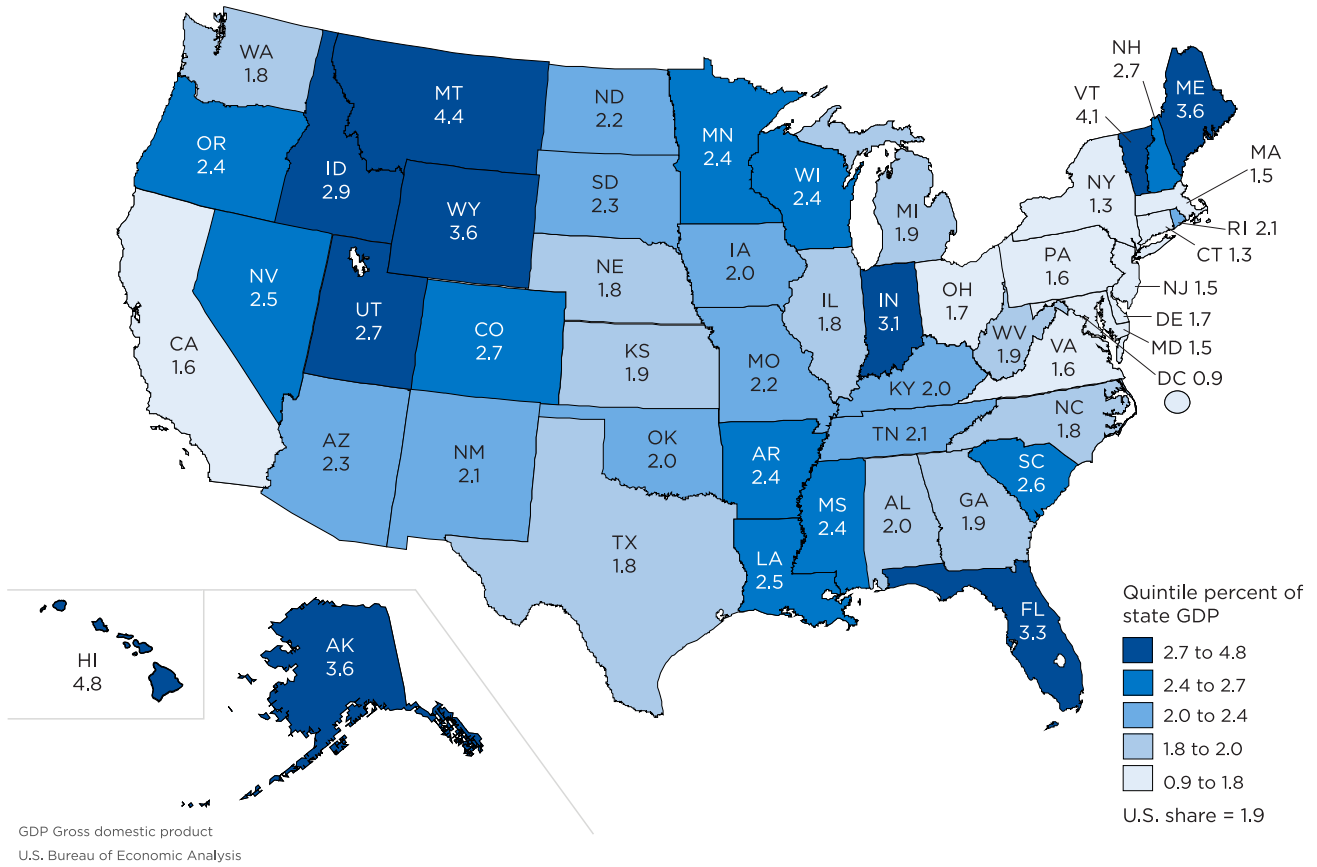 WA
1.8
OR
2.4
CA
1.6
NV
2.5
ID
2.9
MT
4.4
WY
3.6
UT
2.7
CO
2.7
AZ
2.3
NM
2.1
ND
2.2
SD
2.3
NE
1.8
KS
1.9
OK
2.0
TX
1.8
MN
2.4
IA
2.0
MO
2.2
AR
2.4
LA
2.5
WI
2.4
IL
1.8
MI
1.9
IN
3.1
OH
1.7
KY 2.0
TN 2.1
MS
2.4
AL
2.0
GA
1.9
FL
3.3
SC
2.6
NC
1.8
VA
1.6
WV
1.9
PA
1.6
NY
1.3
VT
4.1
NH
2.7
ME
3.6
MA
1.5
RI 2.1
CT 1.3
NJ 1.5
DE 1.7
MD 1.5
DC 0.9
HI
4.8
AK
3.6
Quintile percent of
state GDP
2.7 to 4.8
2.4 to 2.7
2.0 to 2.4
1.8 to 2.0
0.9 to 1.8
U.S. share = 1.9
GDP Gross domestic product
U.S. Bureau of Economic Analysis